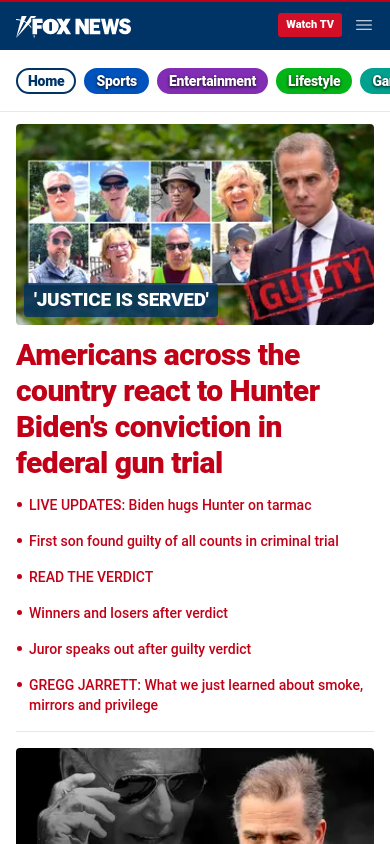 FOX NEWS
Watch TV
Home
Sports
Entertainment
Lifestyle
Ga
GUILTY
'JUSTICE IS SERVED'
Americans across the
country react to Hunter
Biden's conviction in
federal gun trial
• LIVE UPDATES: Biden hugs Hunter on tarmac
• First son found guilty of all counts in criminal trial
• READ THE VERDICT
• Winners and losers after verdict
• Juror speaks out after guilty verdict
• GREGG JARRETT: What we just learned about smoke,
mirrors and privilege